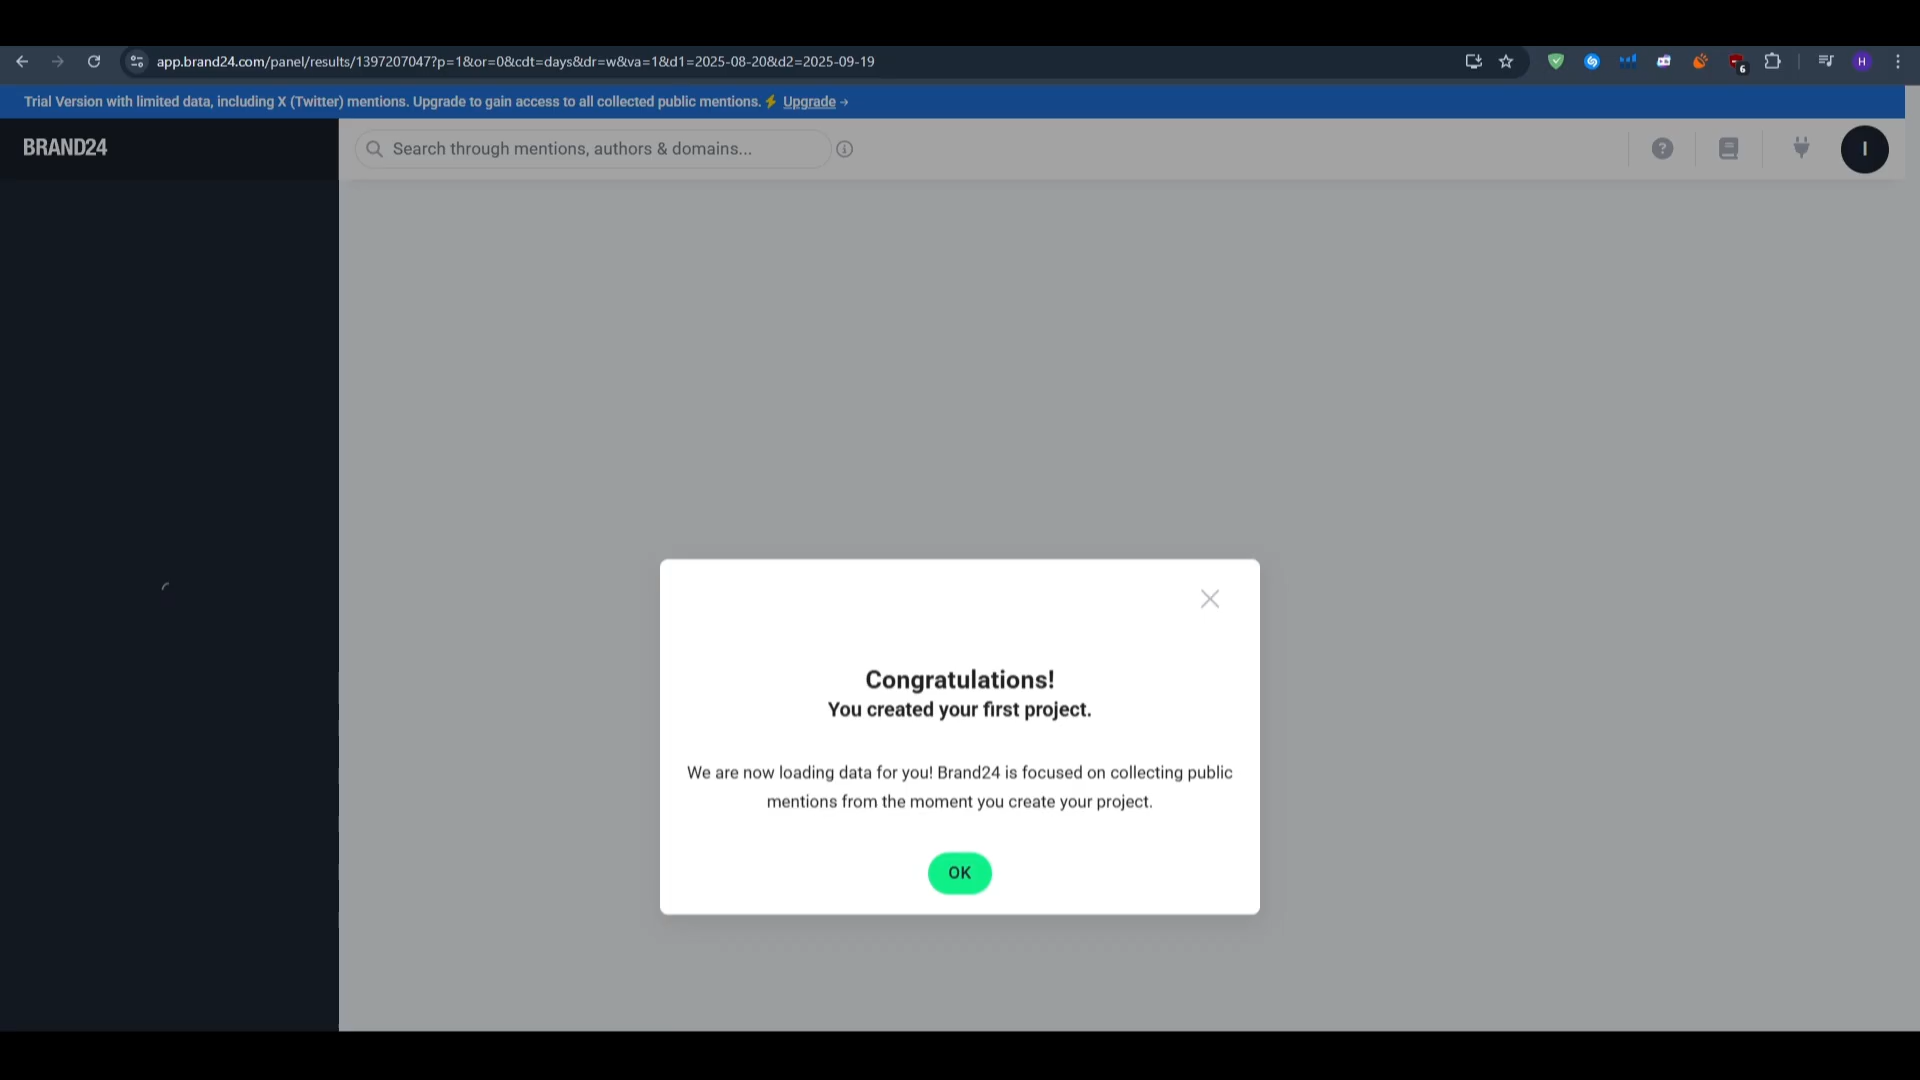 app.brand24.com/panel/results/1397207047?p=1&or=0&cdt=days&dr=w&va=1&d1=2025-08-20&d2=2025-09-19
6
H
Trial Version with limited data, including X (Twitter) mentions. Upgrade to gain access to all collected public mentions.⚡ Upgrade →
BRAND24
Search through mentions, authors & domains...
I
Congratulations!
You created your first project.
We are now loading data for you! Brand24 is focused on collecting public
mentions from the moment you create your project.
OK